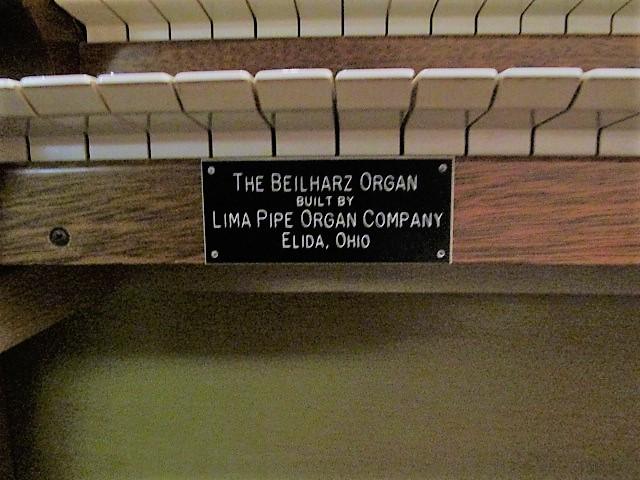 THE BEILHARZ ORGAN
BUILT BY
LIMA PIPE ORGAN COMPANY
ELIDA, OHIO